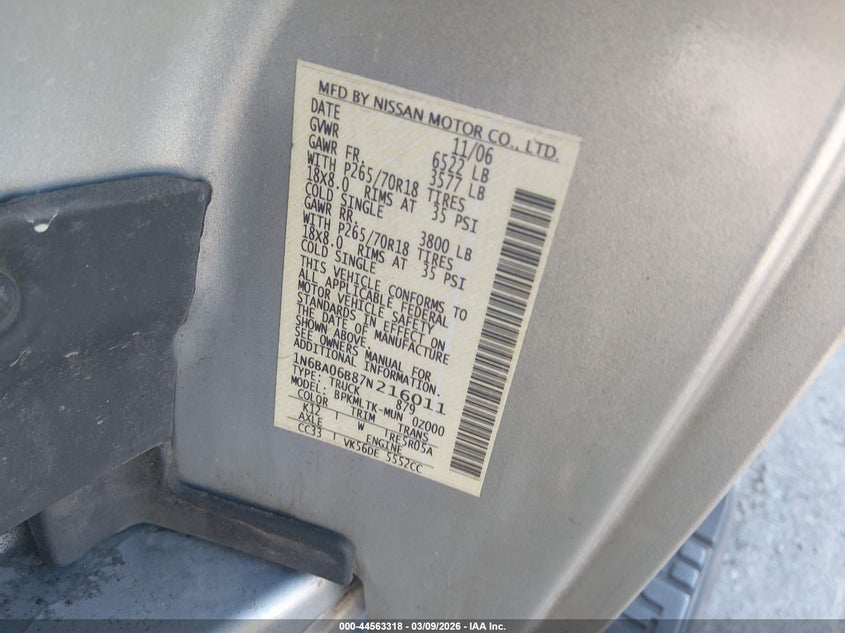 MFD BY NISSAN MOTOR CO., LTD.
DATE 11/06
GVWR 6522 LB
GAWR FR. 3577 LB
WITH P265/70R18 TIRES
18X8.0 RIMS AT 35 PSI
COLD SINGLE
GAWR RR. 3800 LB
WITH P265/70R18 TIRES
18X8.0 RIMS AT 35 PSI
COLD SINGLE
THIS VEHICLE CONFORMS TO
ALL APPLICABLE FEDERAL
MOTOR VEHICLE SAFETY
STANDARDS IN EFFECT ON
THE DATE OF MANUFACTURE
SHOWN ABOVE.
SEE OWNERS MANUAL FOR
ADDITIONAL INFORMATION.
1N6BA06B87N216011
TYPE: TRUCK 879
MODEL: BPKMLTK-MUN 0Z000
COLOR TRIM TRANS
K12 W TRE5R05A
AXLE ENGINE
CC33 VK56DE 5552CC
000-44563318 | 03/09/2026 - IAA Inc.